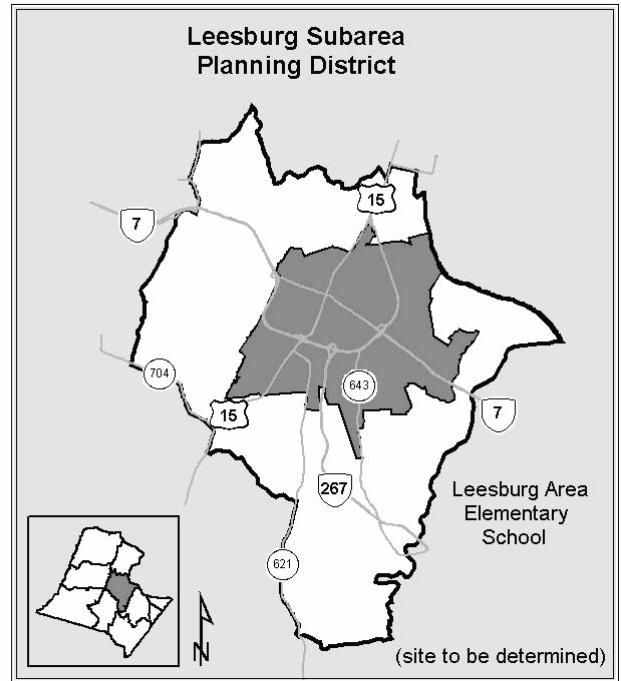 Leesburg Subarea
Planning District
15
7
704
15
643
7
267
Leesburg Area
Elementary
School
621
N
(site to be determined)